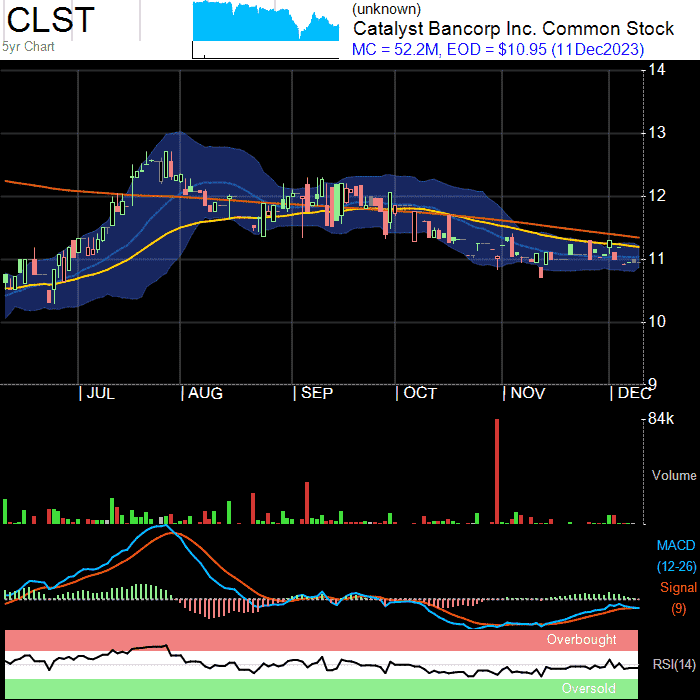 CLST
5yr Chart
(unknown)
Catalyst Bancorp Inc. Common Stock
MC = 52.2M, EOD = $10.95 (11Dec2023)
14
13
12
11
10
9
JUL
AUG
SEP
OCT
NOV
DEC
84k
Volume
MACD
(12-26)
Signal
(9)
Overbought
RSI(14)
Oversold